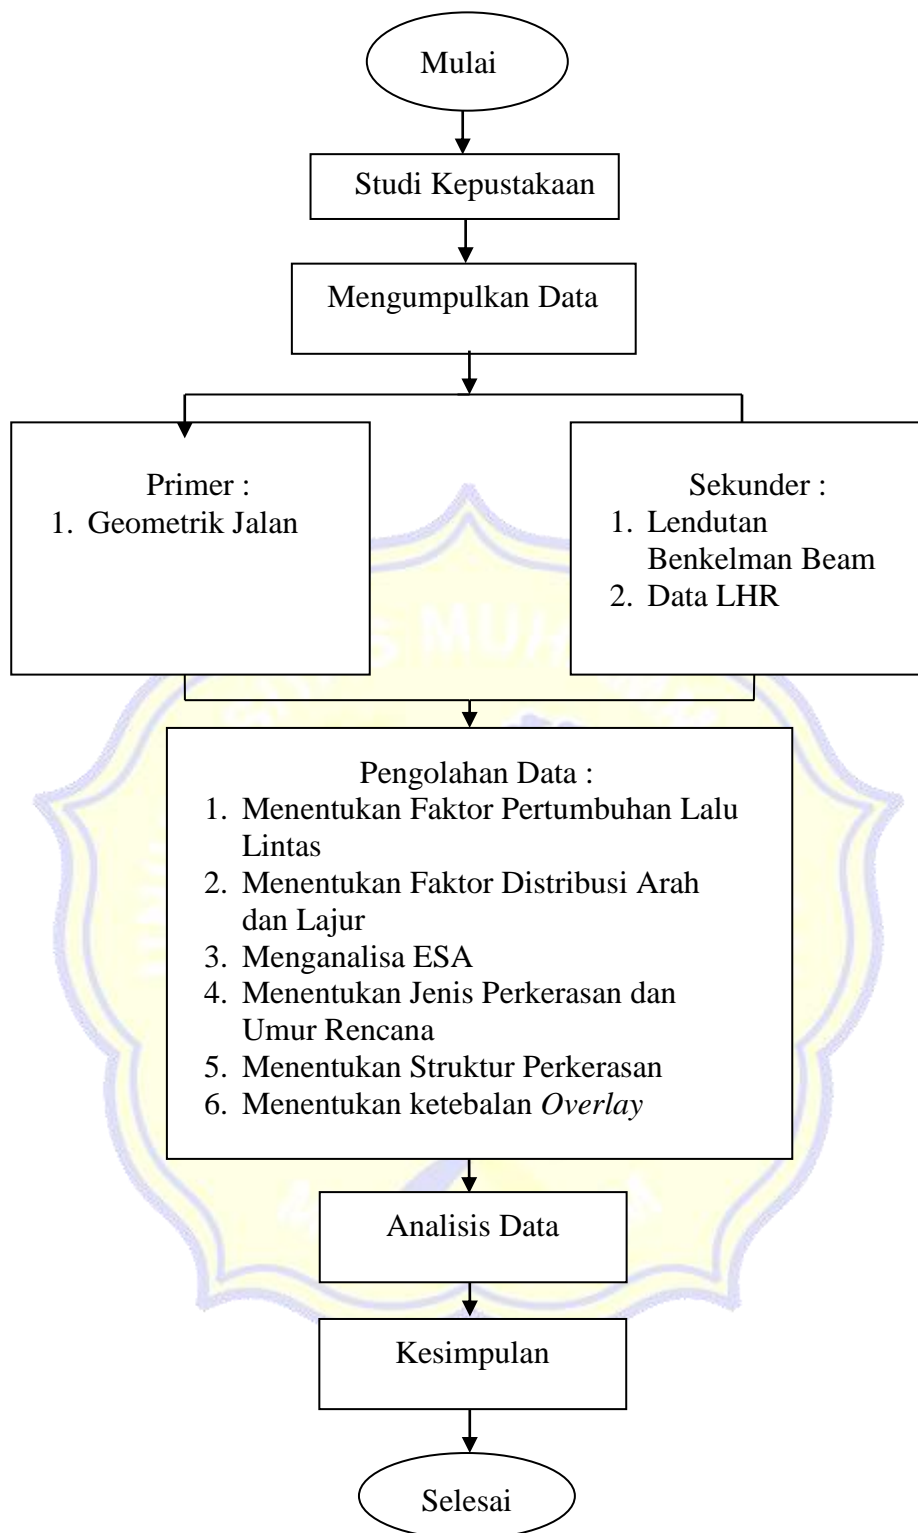 Mulai
Studi Kepustakaan
Mengumpulkan Data
Primer :
1. Geometrik Jalan
Sekunder :
1. Lendutan
Benkelman Beam
2. Data LHR
Pengolahan Data :
1. Menentukan Faktor Pertumbuhan Lalu
Lintas
2. Menentukan Faktor Distribusi Arah
dan Lajur
3. Menganalisa ESA
4. Menentukan Jenis Perkerasan dan
Umur Rencana
5. Menentukan Struktur Perkerasan
6. Menentukan ketebalan Overlay
Analisis Data
Kesimpulan
Selesai